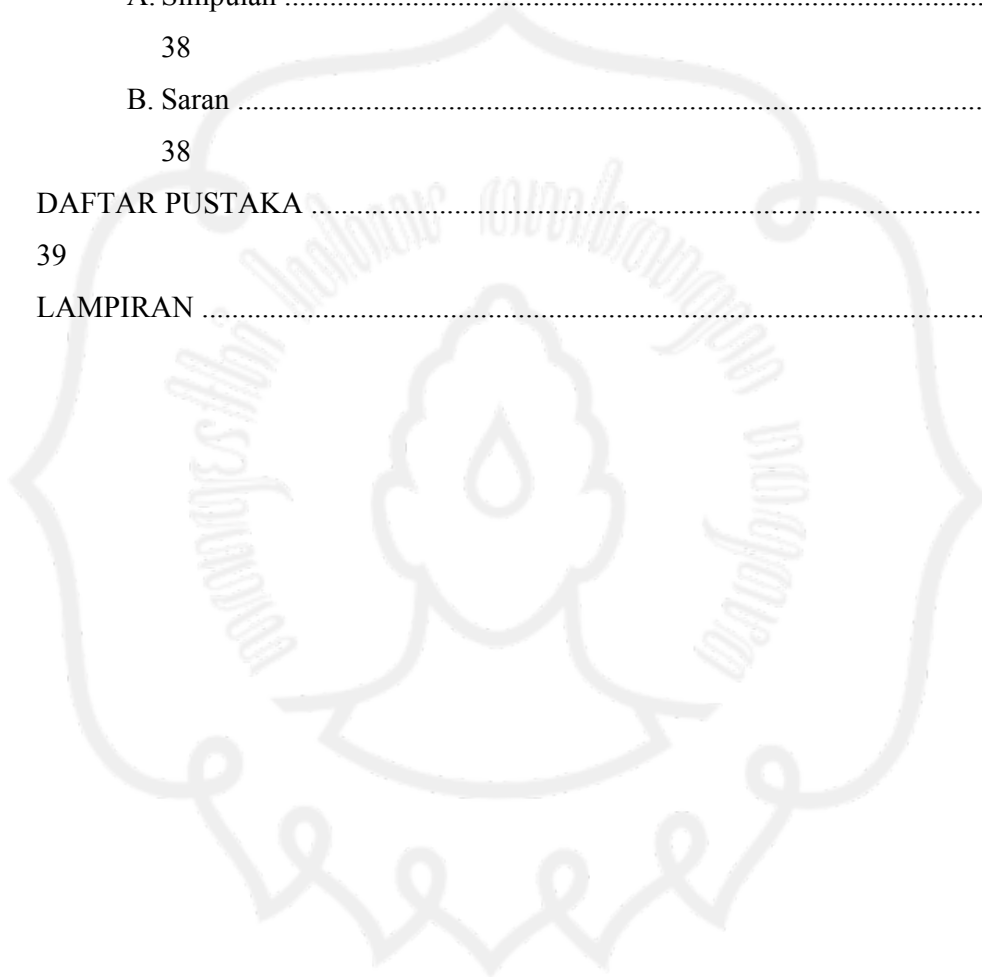 A. Simpulan ....................................................................................................
38
B. Saran ....................................................................................................
38
DAFTAR PUSTAKA ....................................................................................................
39
LAMPIRAN ....................................................................................................